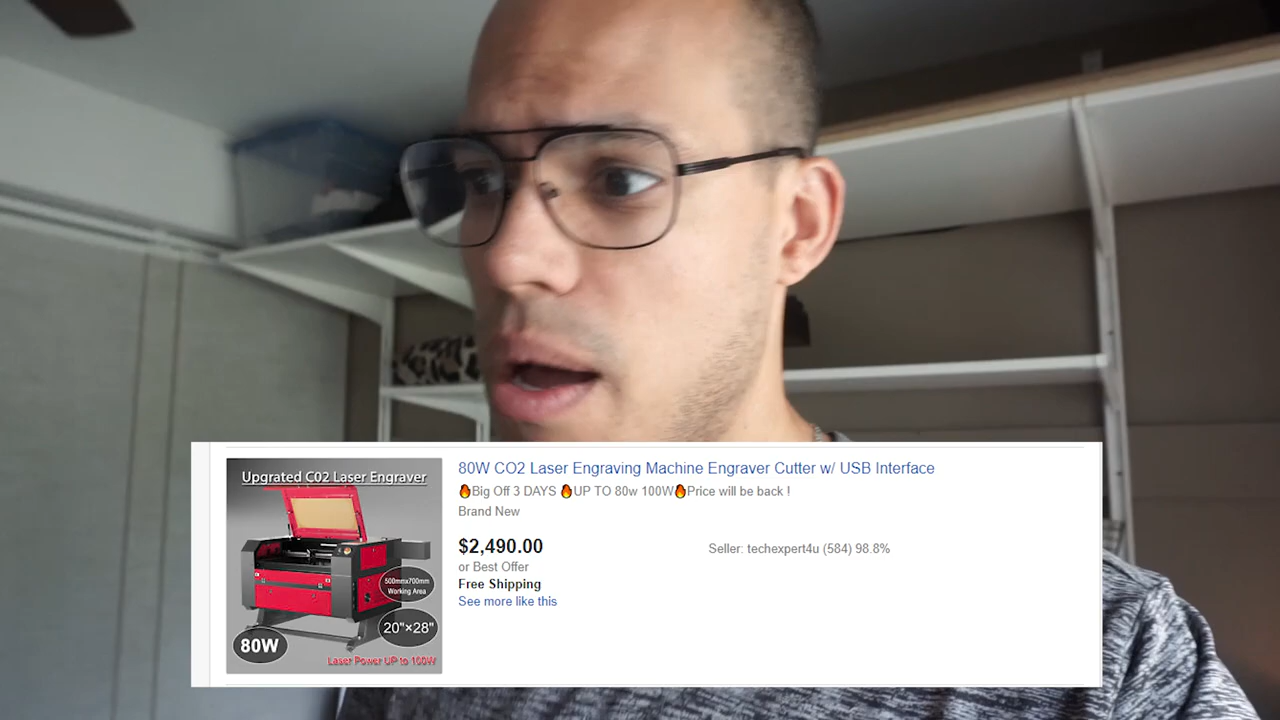 Upgrated C02 Laser Engraver
500mmx700mm
Working Area
20"×28"
80W
Laser Power UP to 100W
80W CO2 Laser Engraving Machine Engraver Cutter w/ USB Interface
🔥Big Off 3 DAYS 🔥UP TO 80w 100W🔥Price will be back !
Brand New
$2,490.00
Seller: techexpert4u (584) 98.8%
or Best Offer
Free Shipping
See more like this